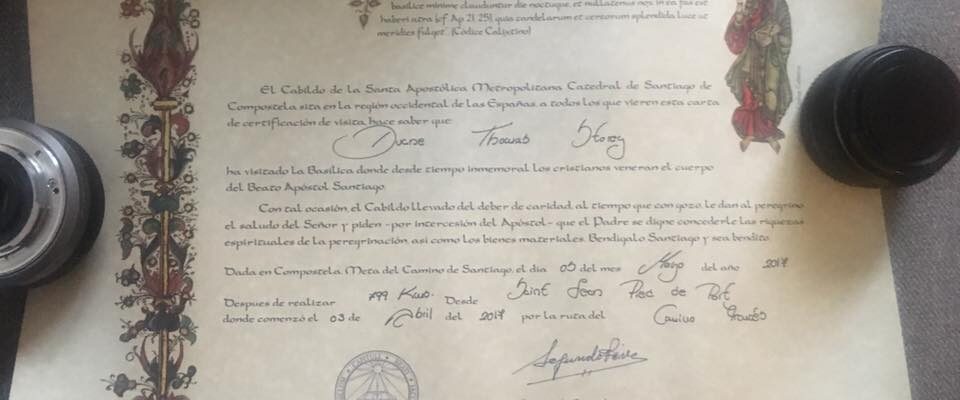 basilice minime clauduntur die noctuque, et nullatenus nox in ea fas est
haberi atra (cf. Ap 21, 25), quia candelarum et cereorum splendida luce ut
meridies fulget. (Códice Calixtino)
El Cabildo de la Santa Apostólica Metropolitana Catedral de Santiago de
Compostela sita en la región occidental de las Españas, a todos los que vieren esta carta
de certificación de visita, hace saber que:
Duane Thomas Storey
ha visitado la Basílica donde desde tiempo inmemorial los cristianos veneran el cuerpo
del Beato Apóstol Santiago.
Con tal ocasión, el Cabildo llevado del deber de caridad, al tiempo que con gozo, le dan al peregrino
el saludo del Señor y piden -por intercesión del Apóstol- que el Padre se digne concederle las riquezas
espirituales de la peregrinación, así como los bienes materiales. Bendígalo Santiago y sea bendito.
Dada en Compostela, Meta del Camino de Santiago, el día 05 del mes Mayo del año 2017
Despues de realizar 799 Kms. Desde Saint Jean Pied de Port
donde comenzó el 03 de Abril del 2017 por la ruta del Camino Francés
CAPITULI